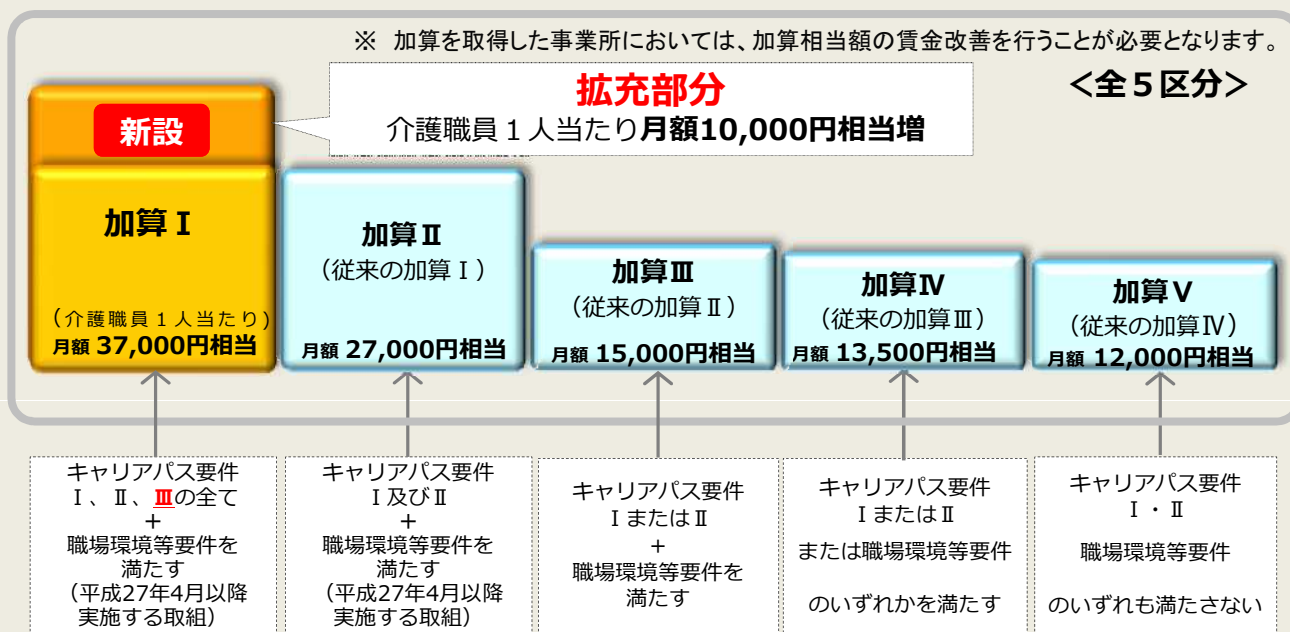 ※ 加算を取得した事業所においては、加算相当額の賃金改善を行うことが必要となります。
<全５区分>
拡充部分
介護職員１人当たり月額10,000円相当増
新設
加算Ⅰ
(介護職員１人当たり)
月額 37,000円相当
加算Ⅱ
（従来の加算Ⅰ）
月額 27,000円相当
加算Ⅲ
（従来の加算Ⅱ）
月額 15,000円相当
加算Ⅳ
（従来の加算Ⅲ）
月額 13,500円相当
加算Ⅴ
（従来の加算Ⅳ）
月額 12,000円相当
キャリアパス要件
Ⅰ、Ⅱ、Ⅲの全て
+
職場環境等要件を
満たす
（平成27年4月以降
実施する取組）
キャリアパス要件
Ⅰ及びⅡ
+
職場環境等要件を
満たす
（平成27年4月以降
実施する取組）
キャリアパス要件
ⅠまたはⅡ
+
職場環境等要件を
満たす
キャリアパス要件
ⅠまたはⅡ
または職場環境等要件
のいずれかを満たす
キャリアパス要件
Ⅰ・Ⅱ
職場環境等要件
のいずれも満たさない